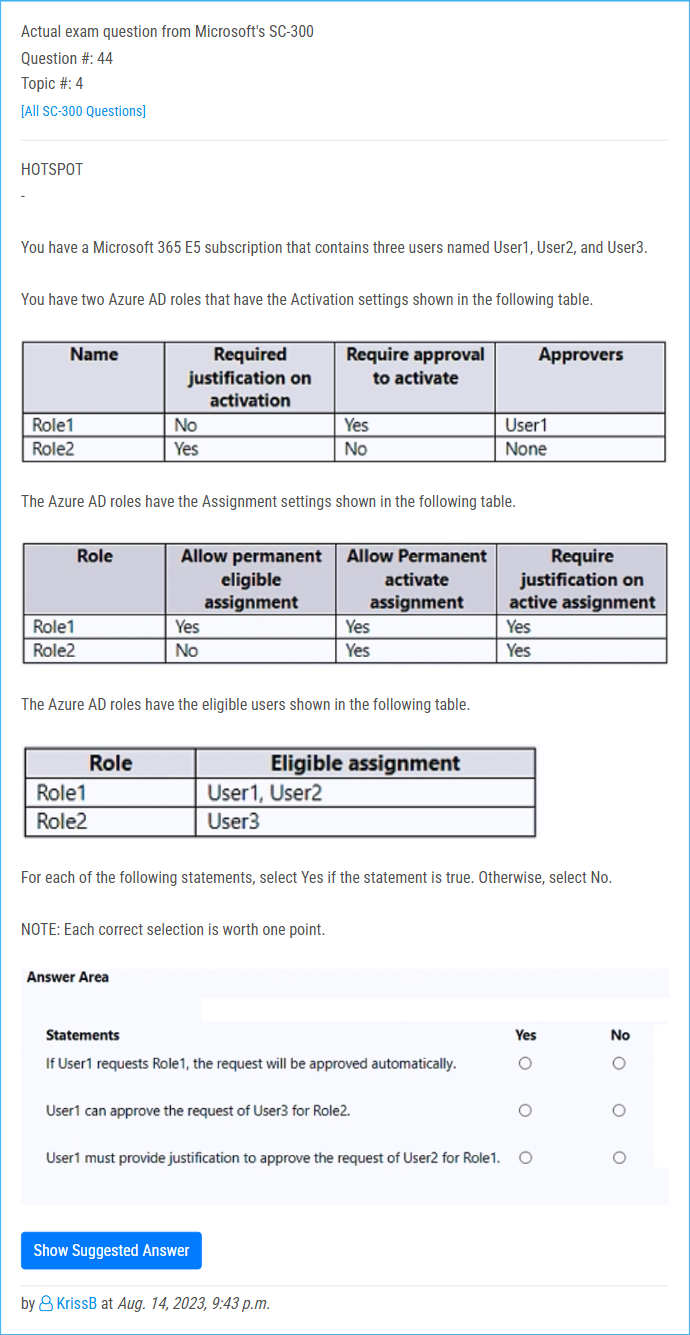 Actual exam question from Microsoft's SC-300
Question #: 44
Topic #: 4
[All SC-300 Questions]
HOTSPOT
-
You have a Microsoft 365 E5 subscription that contains three users named User1, User2, and User3.
You have two Azure AD roles that have the Activation settings shown in the following table.
Name Required justification on activation Require approval to activate Approvers
Role1 No Yes User1
Role2 Yes No None
The Azure AD roles have the Assignment settings shown in the following table.
Role Allow permanent eligible assignment Allow Permanent activate assignment Require justification on active assignment
Role1 Yes Yes Yes
Role2 No Yes Yes
The Azure AD roles have the eligible users shown in the following table.
Role Eligible assignment
Role1 User1, User2
Role2 User3
For each of the following statements, select Yes if the statement is true. Otherwise, select No.
NOTE: Each correct selection is worth one point.
Answer Area
Statements Yes No
If User1 requests Role1, the request will be approved automatically.
User1 can approve the request of User3 for Role2.
User1 must provide justification to approve the request of User2 for Role1.
Show Suggested Answer
by KrissB at Aug. 14, 2023, 9:43 p.m.